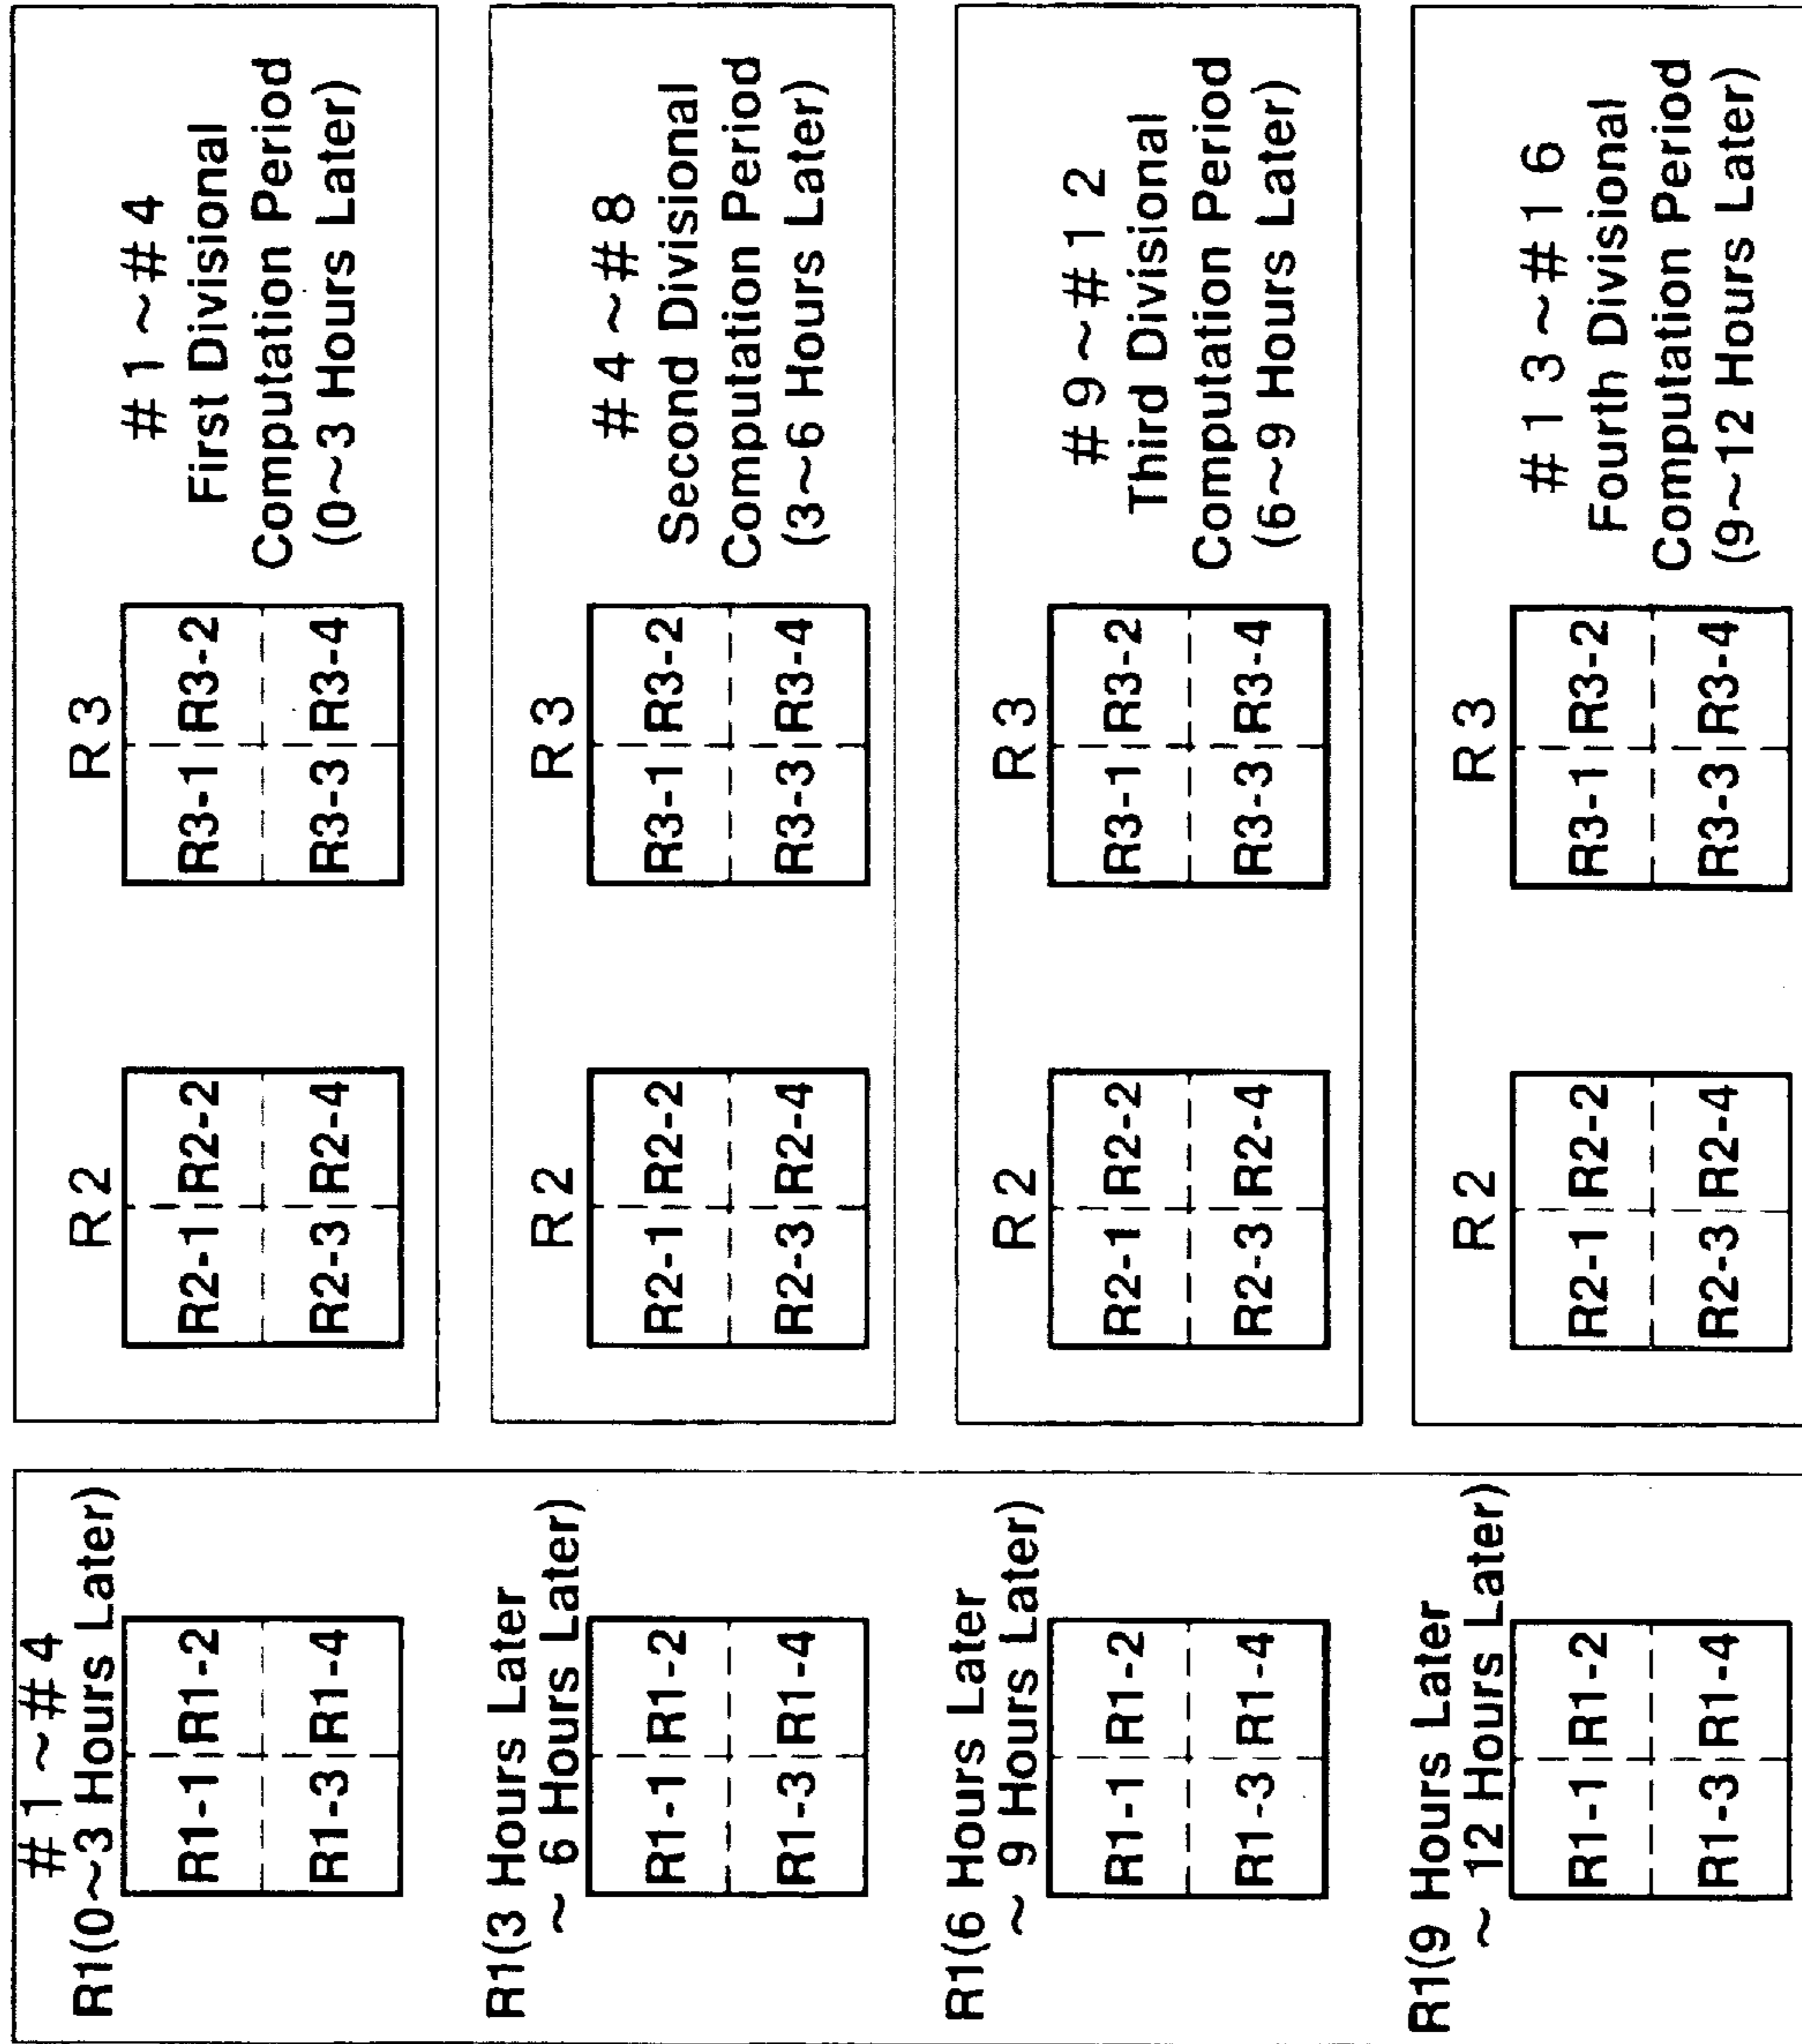 #1~#4
R1(0~3 Hours Later)
R1-1 R1-2
R1-3 R1-4
R2
R2-1 R2-2
R2-3 R2-4
R3
R3-1 R3-2
R3-3 R3-4
#1~#4
First Divisional
Computation Period
(0~3 Hours Later)
R1(3 Hours Later
~ 6 Hours Later)
R1-1 R1-2
R1-3 R1-4
R2
R2-1 R2-2
R2-3 R2-4
R3
R3-1 R3-2
R3-3 R3-4
#4~#8
Second Divisional
Computation Period
(3~6 Hours Later)
R1(6 Hours Later
~ 9 Hours Later)
R1-1 R1-2
R1-3 R1-4
R2
R2-1 R2-2
R2-3 R2-4
R3
R3-1 R3-2
R3-3 R3-4
#9~#12
Third Divisional
Computation Period
(6~9 Hours Later)
R1(9 Hours Later
~ 12 Hours Later)
R1-1 R1-2
R1-3 R1-4
R2
R2-1 R2-2
R2-3 R2-4
R3
R3-1 R3-2
R3-3 R3-4
#13~#16
Fourth Divisional
Computation Period
(9~12 Hours Later)